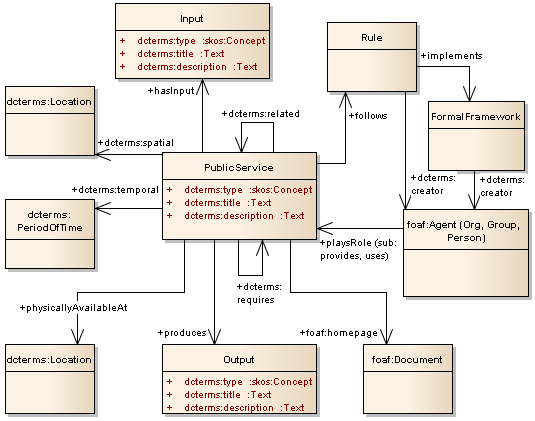 Input
+ dcterms:type :skos:Concept
+ dcterms:title :Text
+ dcterms:description :Text
Rule
+implements
+hasInput
dcterms:Location
+dcterms:related
+follows
FormalFramework
+dcterms:spatial
PublicService
+ dcterms:type :skos:Concept
+ dcterms:title :Text
+ dcterms:description :Text
+dcterms:
creator
+dcterms:
creator
+dcterms:temporal
dcterms:
PeriodOfTime
foaf:Agent (Org, Group,
Person)
+playsRole (sub:
provides, uses)
+dcterms:
requires
+physicallyAvailableAt
+produces
+foaf:homepage
dcterms:Location
Output
+ dcterms:type :skos:Concept
+ dcterms:title :Text
+ dcterms:description :Text
foaf:Document